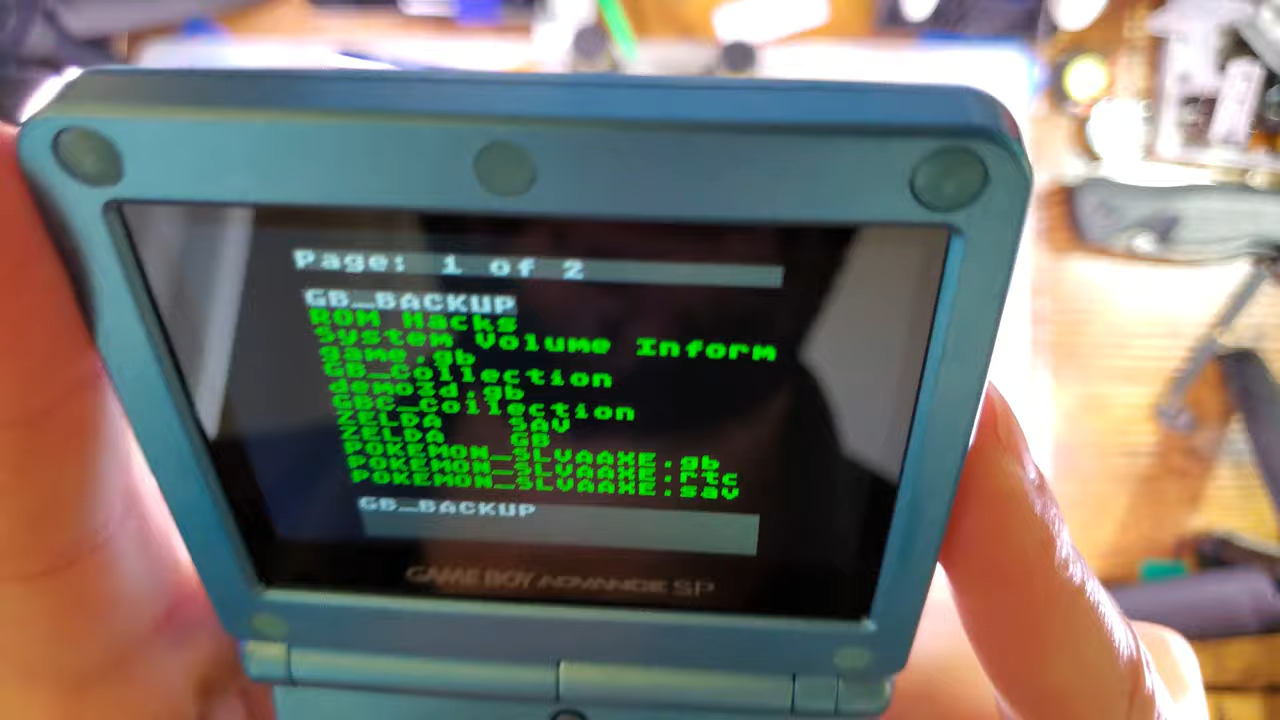 Page: 1 of 2
GB_BACKUP
ROM Hacks
System Volume Inform
game.gb
GB_Collection
demo3d.gb
GBC_Collection
ZELDA SAV
ZELDA GB
POKEMON_SLVAAXE.gb
POKEMON_SLVAAXE.rtc
POKEMON_SLVAAXE.sav
GB_BACKUP
GAME BOY ADVANCE SP